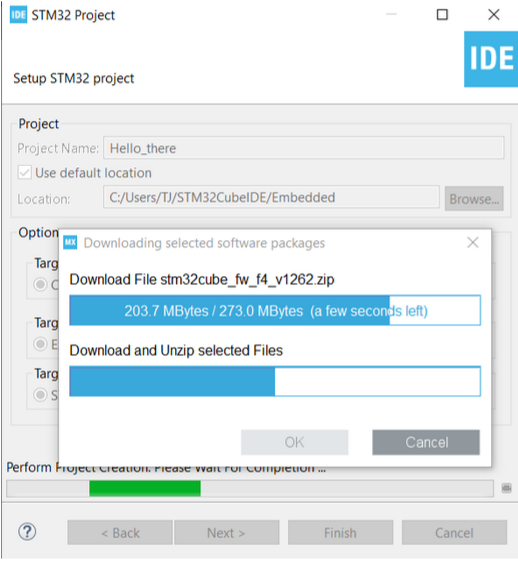 IDE STM32 Project
IDE
Setup STM32 project
Project
Project Name: Hello_there
Use default location
Location: C:/Users/TJ/STM32CubeIDE/Embedded Browse...
Option
MX Downloading selected software packages
Targ
C
Download File stm32cube_fw_f4_v1262.zip
203.7 MBytes / 273.0 MBytes (a few seconds left)
Targ
E
Download and Unzip selected Files
Targ
S
OK Cancel
Perform Project Creation. Please Wait For Completion ...
? < Back Next > Finish Cancel